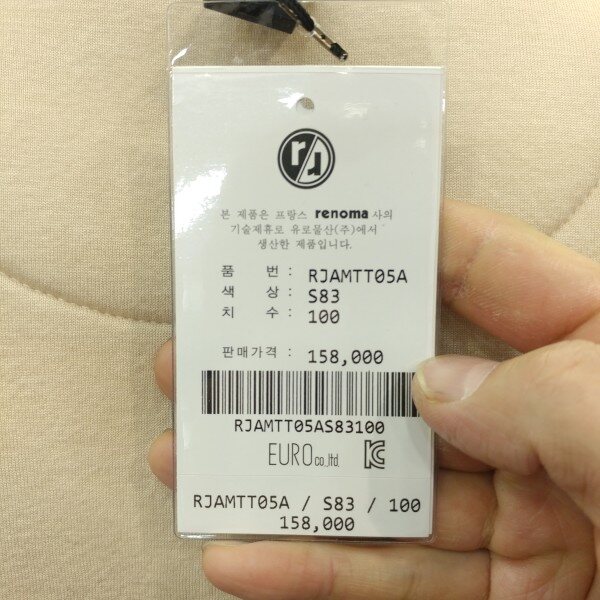 본 제품은 프랑스 renoma 사의
기술제휴로 유로물산(주)에서
생산한 제품입니다.
품 번 : RJAMTT05A
색 상 : S83
치 수 : 100
판매가격 : 158,000
RJAMTT05AS83100
EURO co.,ltd.
RJAMTT05A / S83 / 100
158,000